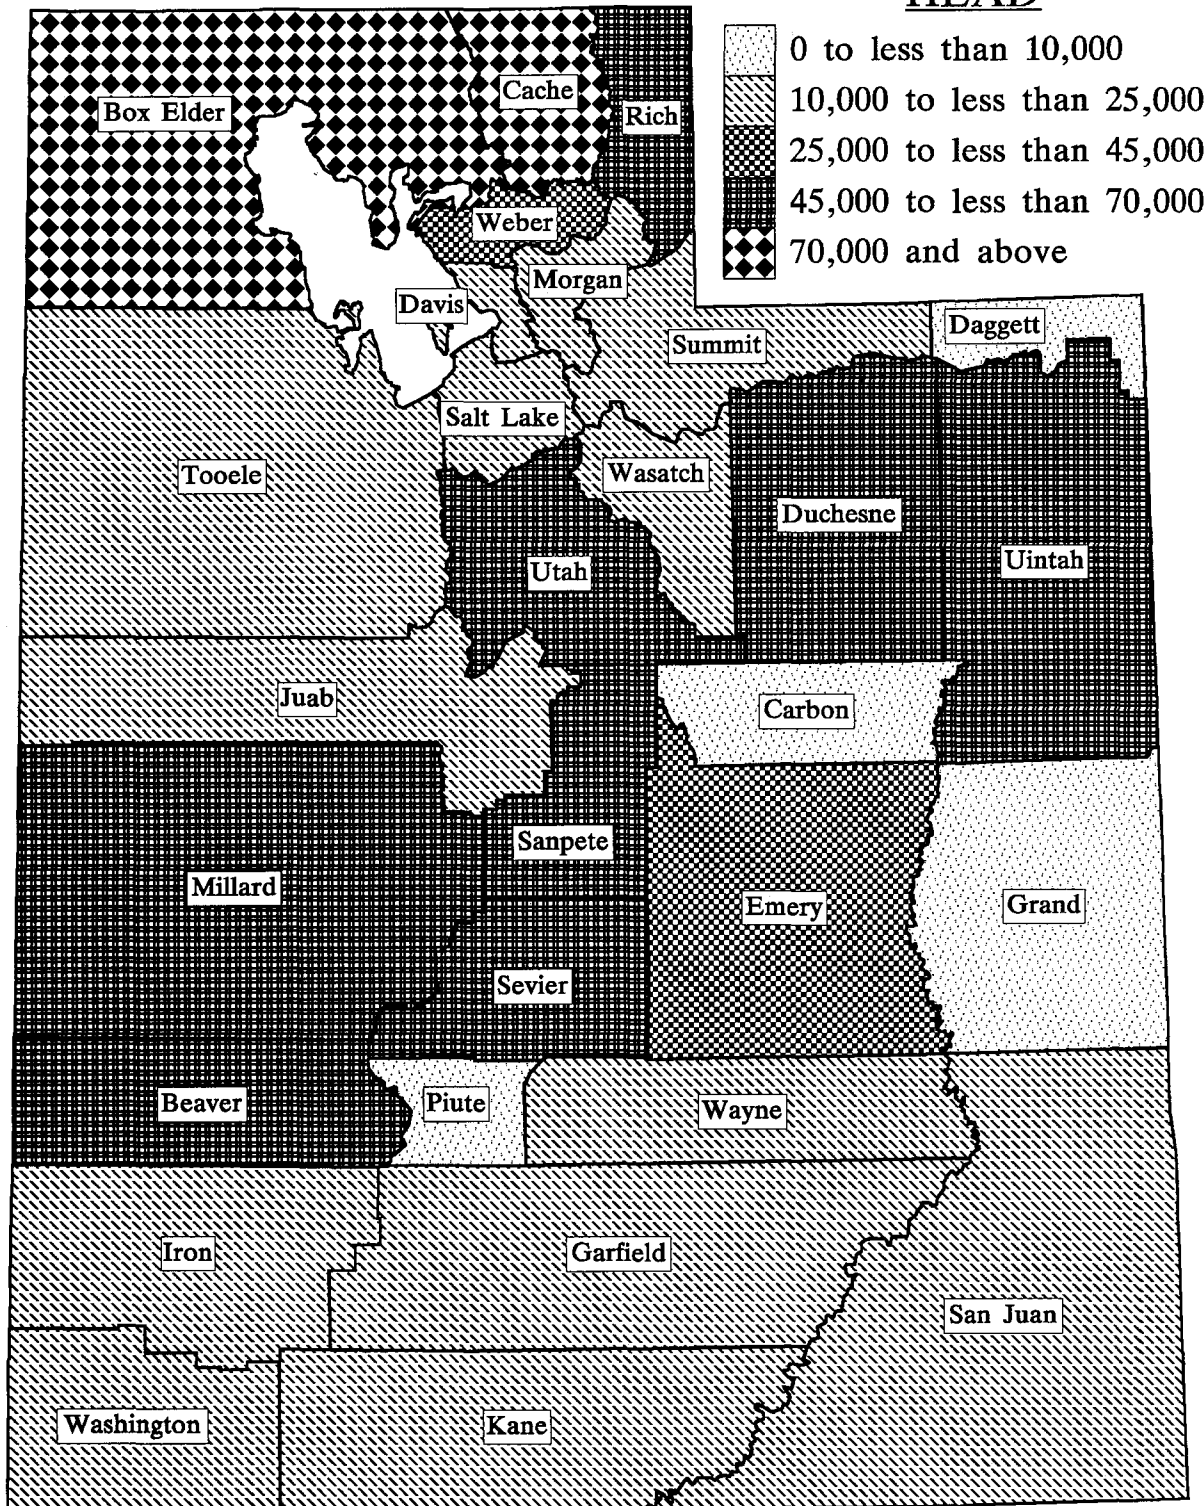 HEAD
0 to less than 10,000
10,000 to less than 25,000
25,000 to less than 45,000
45,000 to less than 70,000
70,000 and above
Box Elder
Cache
Rich
Weber
Morgan
Davis
Daggett
Summit
Salt Lake
Wasatch
Tooele
Duchesne
Uintah
Utah
Juab
Carbon
Sanpete
Millard
Emery
Grand
Sevier
Beaver
Piute
Wayne
Iron
Garfield
San Juan
Washington
Kane